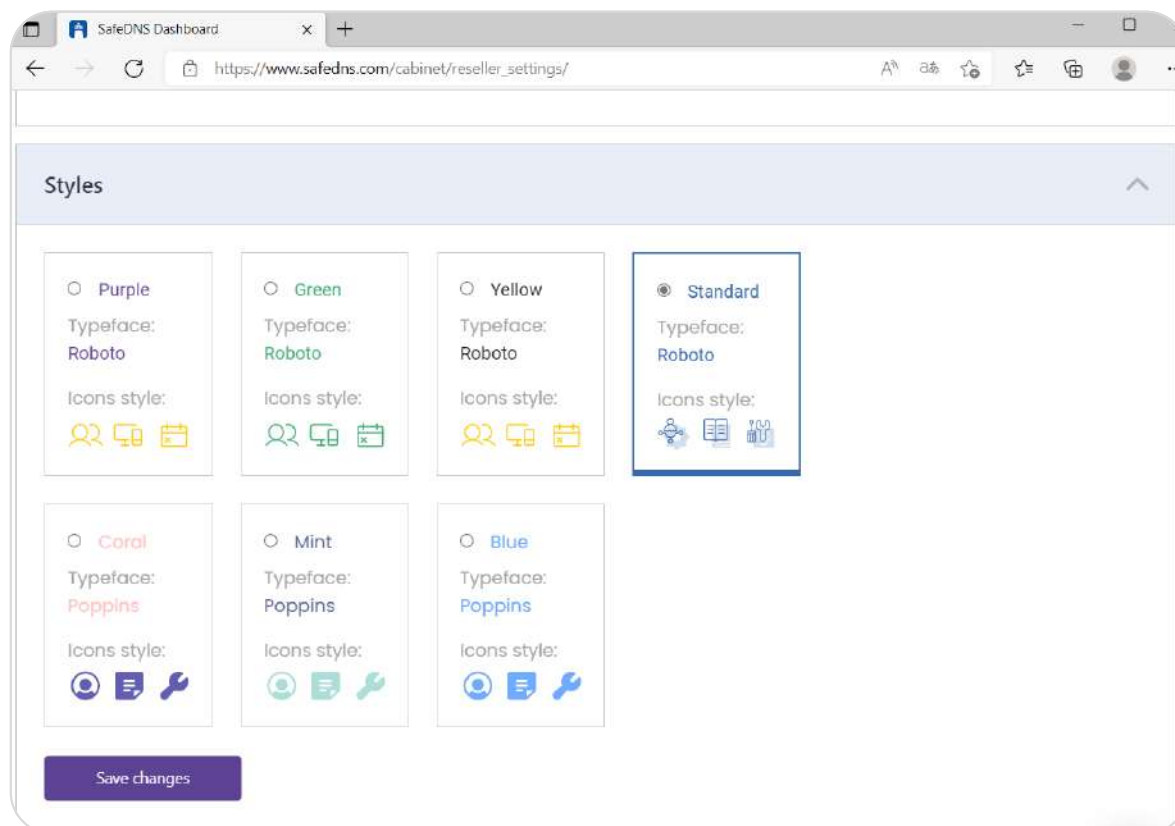 SafeDNS Dashboard
https://www.safedns.com/cabinet/reseller_settings/
Styles
Purple
Typeface:
Roboto
Icons style:
Green
Typeface:
Roboto
Icons style:
Yellow
Typeface:
Roboto
Icons style:
Standard
Typeface:
Roboto
Icons style:
Coral
Typeface:
Poppins
Icons style:
Mint
Typeface:
Poppins
Icons style:
Blue
Typeface:
Poppins
Icons style:
Save changes